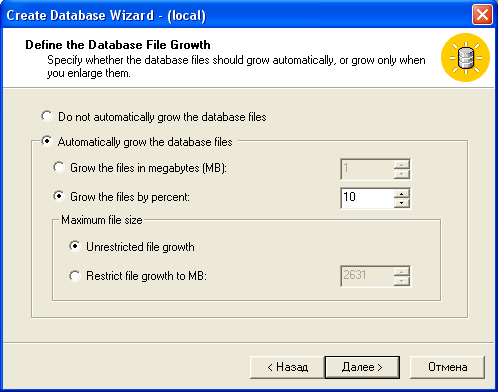 Create Database Wizard - (local)
Define the Database File Growth
Specify whether the database files should grow automatically, or grow only when
you enlarge them.
Do not automatically grow the database files
Automatically grow the database files
Grow the files in megabytes (MB): 1
Grow the files by percent: 10
Maximum file size
Unrestricted file growth
Restrict file growth to MB: 2631
< Назад Далее > Отмена